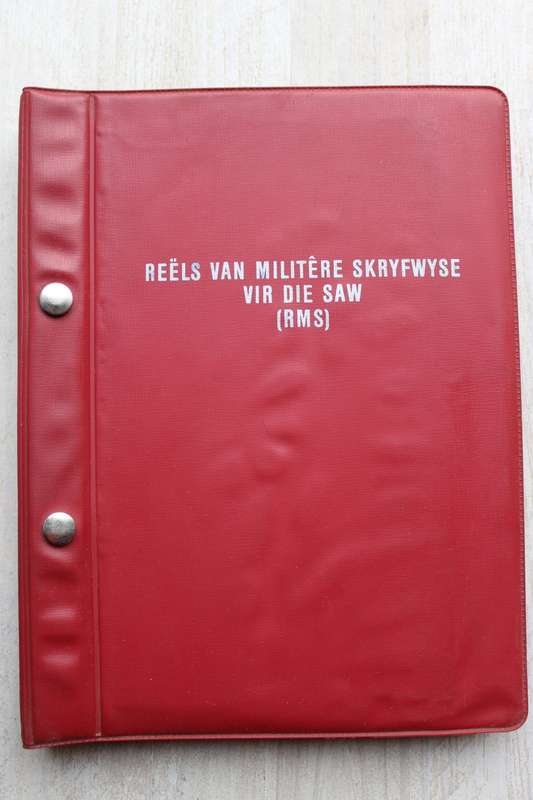 REËLS VAN MILITÊRE SKRYFWYSE
VIR DIE SAW
(RMS)